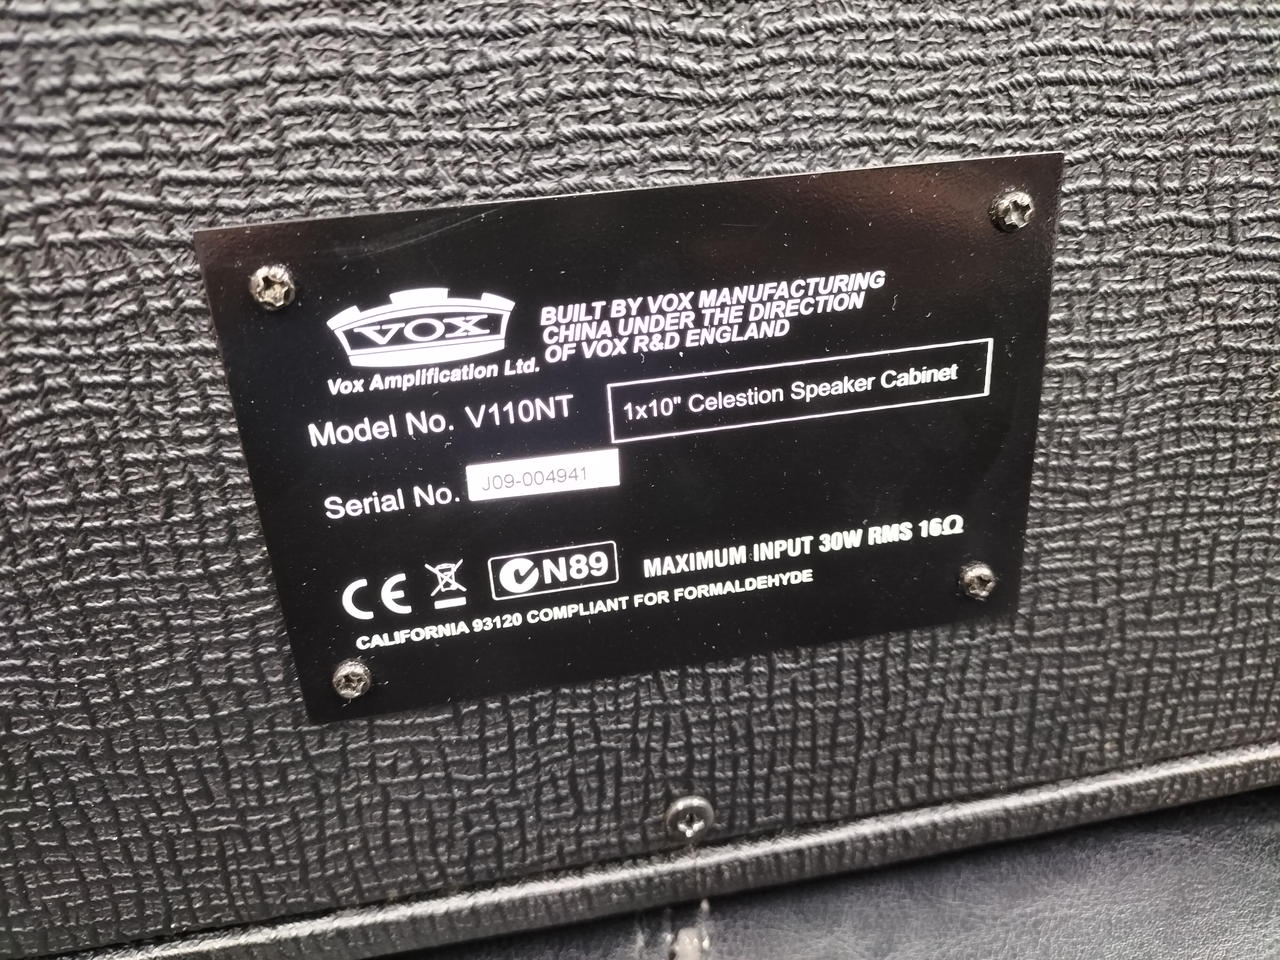 VOX
BUILT BY VOX MANUFACTURING
CHINA UNDER THE DIRECTION
OF VOX R&D ENGLAND
Vox Amplification Ltd.
Model No. V110NT
1x10" Celestion Speaker Cabinet
Serial No. J09-004941
CE N89 MAXIMUM INPUT 30W RMS 16Ω
CALIFORNIA 93120 COMPLIANT FOR FORMALDEHYDE